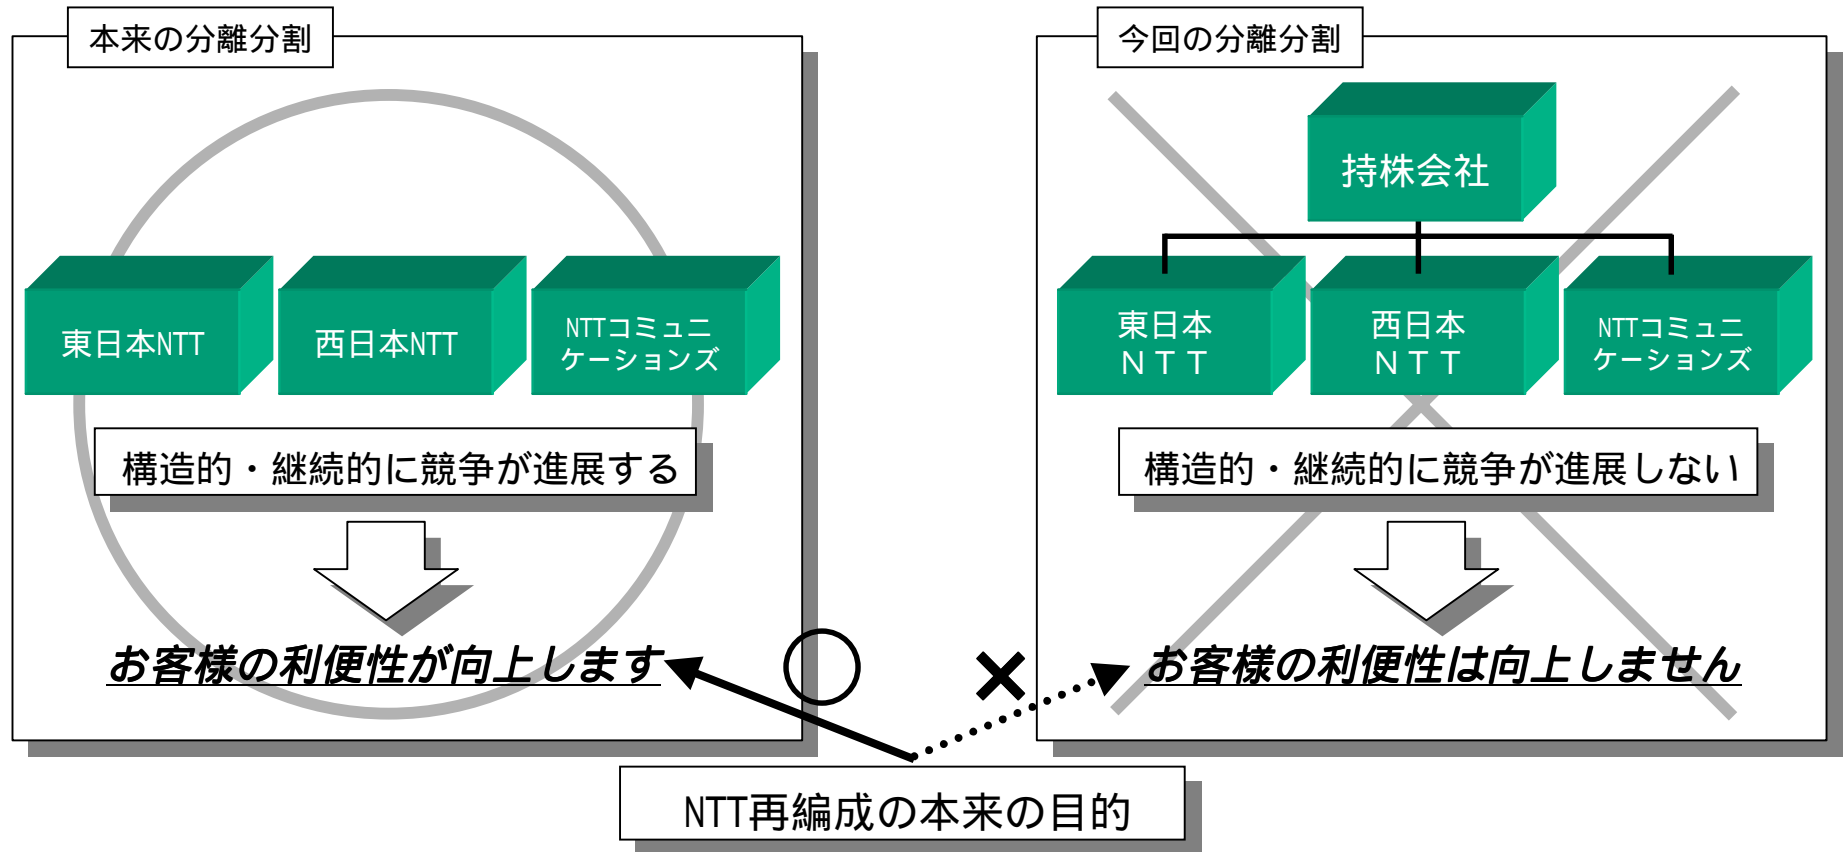 本来の分離分割
東日本NTT
西日本NTT
NTTコミュニ
ケーションズ
構造的・継続的に競争が進展する
お客様の利便性が向上します
今回の分離分割
持株会社
東日本
ＮＴＴ
西日本
ＮＴＴ
NTTコミュニ
ケーションズ
構造的・継続的に競争が進展しない
お客様の利便性は向上しません
NTT再編成の本来の目的